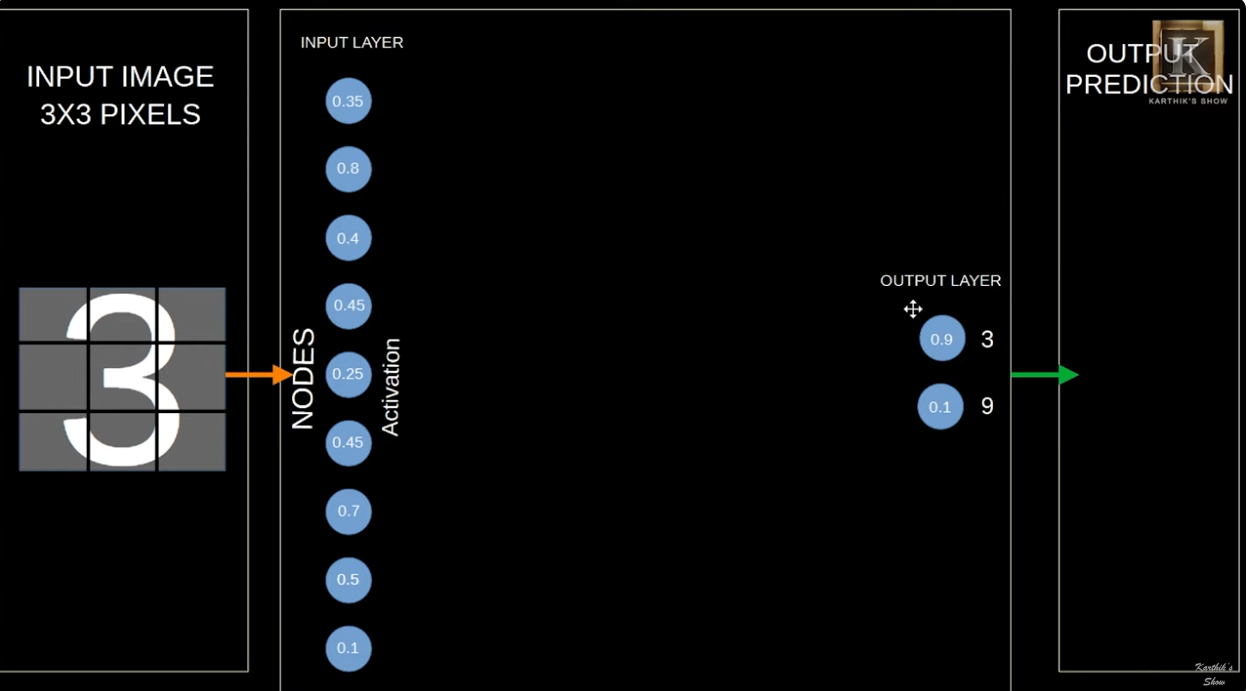 INPUT IMAGE
3X3 PIXELS
3
INPUT LAYER
0.35
0.8
0.4
0.45
0.25
0.45
0.7
0.5
0.1
NODES
Activation
OUTPUT LAYER
0.9 3
0.1 9
OUTPUT
PREDICTION
K
KARTHIK'S SHOW
Karthik's
Show